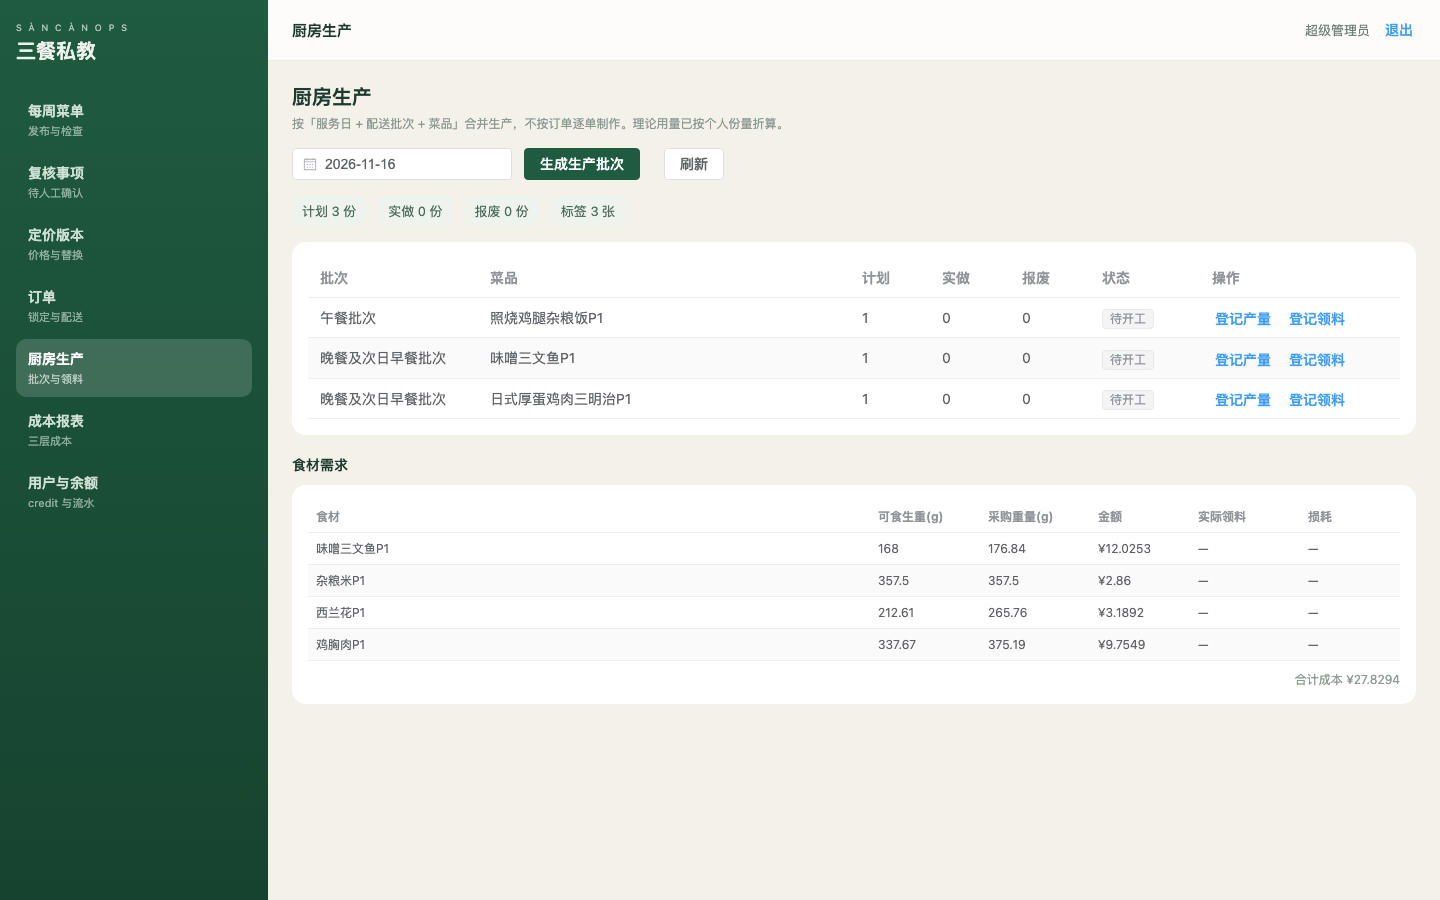 SĀNCĀNOPS
三餐私教
每周菜单
发布与检查
复核事项
待人工确认
定价版本
价格与替换
订单
锁定与配送
厨房生产
批次与领料
成本报表
三层成本
用户与余额
credit 与流水
厨房生产
超级管理员 退出
厨房生产
按「服务日 + 配送批次 + 菜品」合并生产，不按订单逐单制作。理论用量已按个人份量折算。
2026-11-16 生成生产批次 刷新
计划 3 份 实做 0 份 报废 0 份 标签 3 张
批次 菜品 计划 实做 报废 状态 操作
午餐批次 照烧鸡腿杂粮饭P1 1 0 0 待开工 登记产量 登记领料
晚餐及次日早餐批次 味噌三文鱼P1 1 0 0 待开工 登记产量 登记领料
晚餐及次日早餐批次 日式厚蛋鸡肉三明治P1 1 0 0 待开工 登记产量 登记领料
食材需求
食材 可食生重(g) 采购重量(g) 金额 实际领料 损耗
味噌三文鱼P1 168 176.84 ¥12.0253 — —
杂粮米P1 357.5 357.5 ¥2.86 — —
西兰花P1 212.61 265.76 ¥3.1892 — —
鸡胸肉P1 337.67 375.19 ¥9.7549 — —
合计成本 ¥27.8294